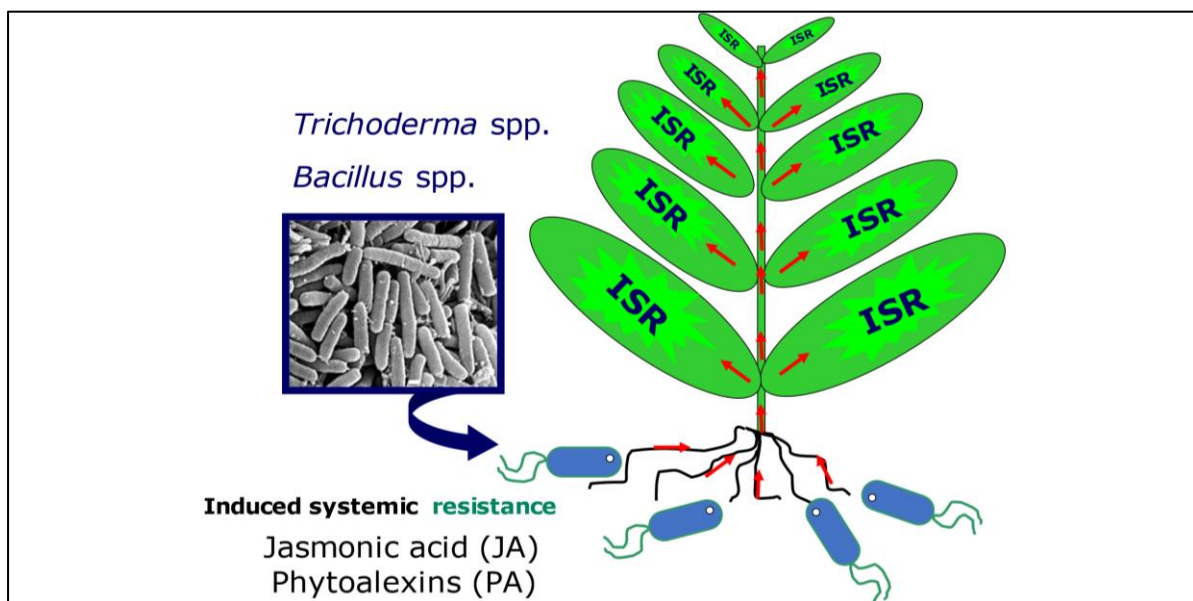 Trichoderma spp.
Bacillus spp.
ISR ISR
ISR ISR
ISR ISR
ISR ISR
ISR ISR
Induced systemic resistance
Jasmonic acid (JA)
Phytoalexins (PA)